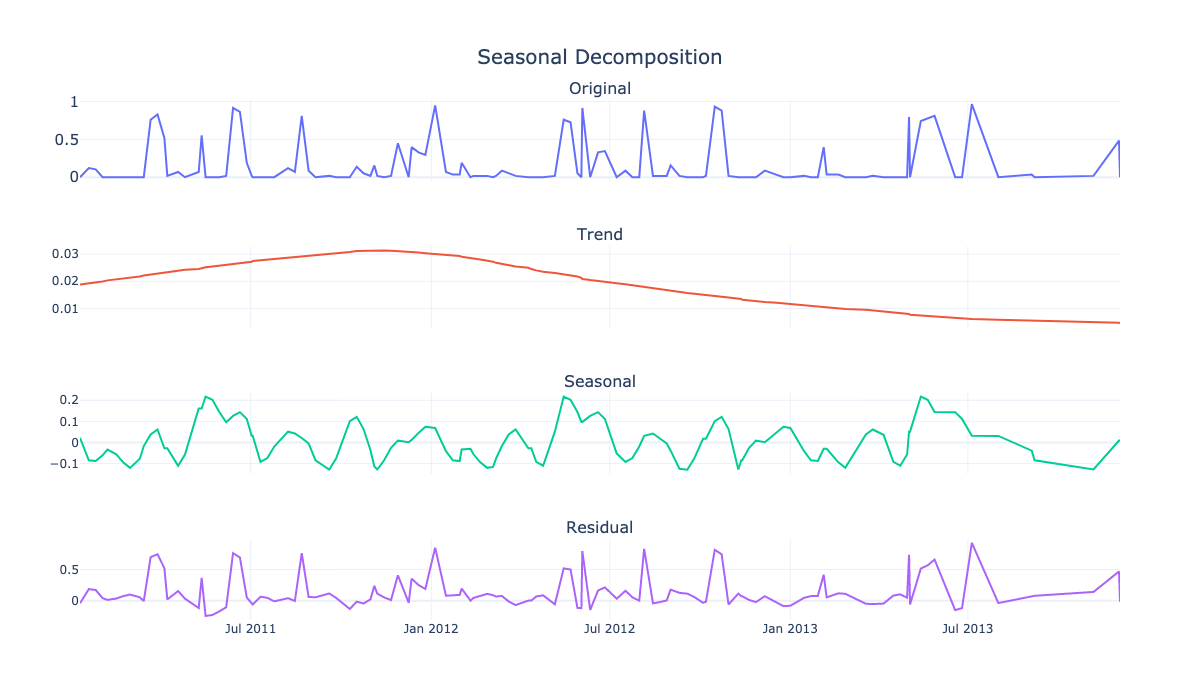 Seasonal Decomposition
Original
1
0.5
0
Trend
0.03
0.02
0.01
Seasonal
0.2
0.1
0
−0.1
Residual
0.5
0
Jul 2011 Jan 2012 Jul 2012 Jan 2013 Jul 2013